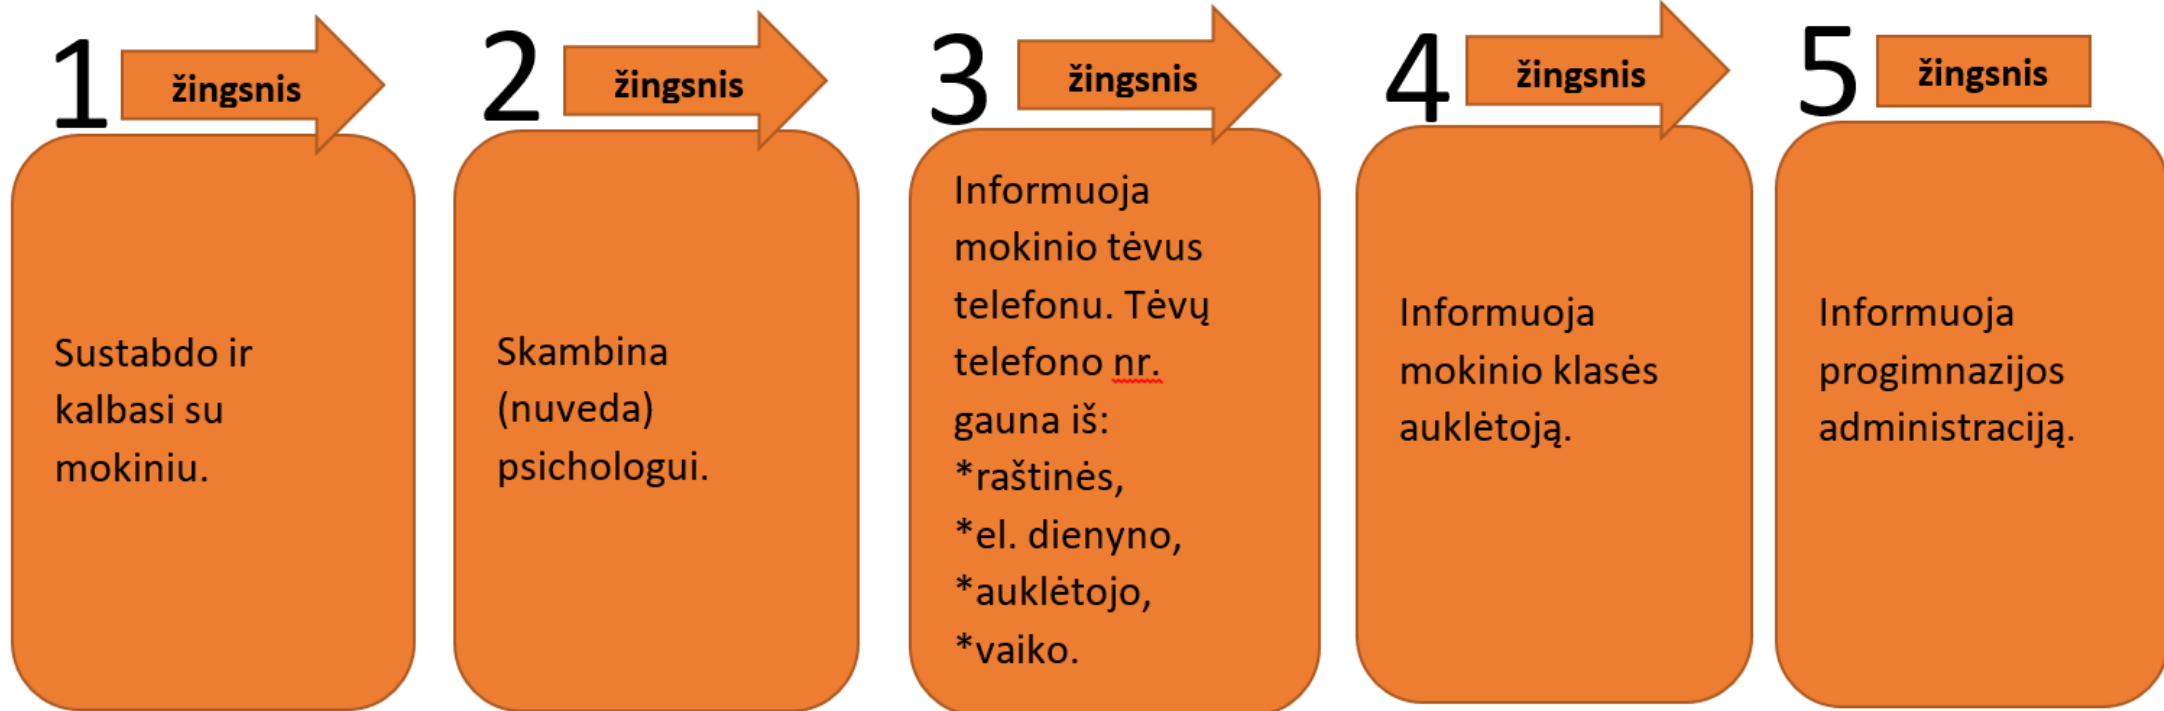 1 žingsnis
Sustabdo ir
kalbasi su
mokiniu.
2 žingsnis
Skambina
(nuveda)
psichologui.
3 žingsnis
Informuoja
mokinio tėvus
telefonu. Tėvų
telefono nr.
gauna iš:
*raštinės,
*el. dienyno,
*auklėtojo,
*vaiko.
4 žingsnis
Informuoja
mokinio klasės
auklėtoją.
5 žingsnis
Informuoja
progimnazijos
administraciją.